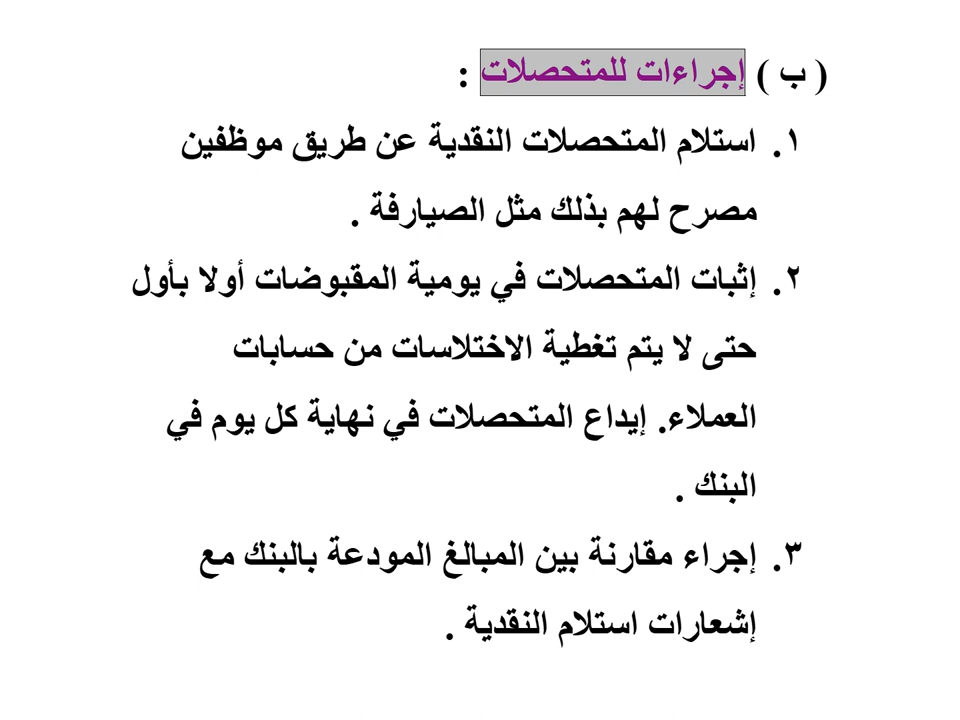 ( ب ) إجراءات للمتحصلات :
١. استلام المتحصلات النقدية عن طريق موظفين
مصرح لهم بذلك مثل الصيارفة .
٢. إثبات المتحصلات في يومية المقبوضات أولا بأول
حتى لا يتم تغطية الاختلاسات من حسابات
العملاء. إيداع المتحصلات في نهاية كل يوم في
البنك .
٣. إجراء مقارنة بين المبالغ المودعة بالبنك مع
إشعارات استلام النقدية .